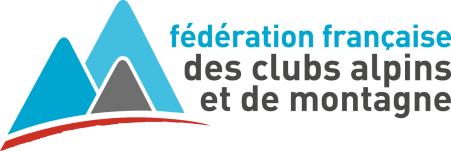 fédération française
des clubs alpins
et de montagne